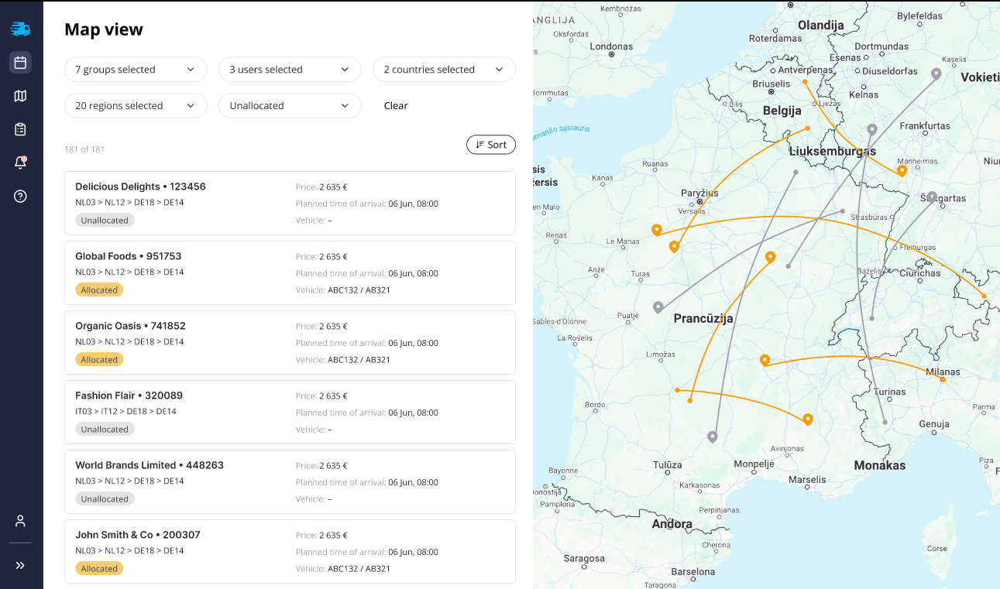 Map view
7 groups selected
3 users selected
2 countries selected
20 regions selected
Unallocated
Clear
181 of 181
Sort
Delicious Delights • 123456
NL03 > NL12 > DE18 > DE14
Unallocated
Price: 2 635 €
Planned time of arrival: 06 Jun, 08:00
Vehicle: –
Global Foods • 951753
NL03 > NL12 > DE18 > DE14
Allocated
Price: 2 635 €
Planned time of arrival: 06 Jun, 08:00
Vehicle: ABC132 / AB321
Organic Oasis • 741852
NL03 > NL12 > DE18 > DE14
Allocated
Price: 2 635 €
Planned time of arrival: 06 Jun, 08:00
Vehicle: ABC132 / AB321
Fashion Flair • 320089
IT03 > IT12 > DE18 > DE14
Unallocated
Price: 2 635 €
Planned time of arrival: 06 Jun, 08:00
Vehicle: –
World Brands Limited • 448263
NL03 > NL12 > DE18 > DE14
Unallocated
Price: 2 635 €
Planned time of arrival: 06 Jun, 08:00
Vehicle: –
John Smith & Co • 200307
NL03 > NL12 > DE18 > DE14
Allocated
Price: 2 635 €
Planned time of arrival: 06 Jun, 08:00
Vehicle: ABC132 / AB321
Kembridžas
NGLIJA
Oksfordas
Londonas
Olandija
Roterdamas
Bylefeldas
Dortmundas
Esenas
Kaselis
Antverpenas
Diuseldorfas
Vokieti
Briuselis
Kelnas
Lilis
Lježas
Belgija
Frankfurtas
amanšo sąsiauris
Liuksemburgas
Manheimas
Ruanas
Kanas
Paryžius
Versalis
Strasbūras
en Malo
Renas
Le Manas
Freiburgas
Anžė
Turas
Bazelis
Ciurichas
Puatjė
Prancūzija
Sables-d'Olonne
La Rošelis
Limožas
Milanas
Turinas
Bordo
Parma
Genuja
Avinjonas
Tulūza
Monpeljė
Monakas
Piza
Bayonne
Marselis
Karkasonas
Donostija
Pamplona
Perpinjanas
Andora
Cherona
Corse
Saragosa
Barselona
Taragona